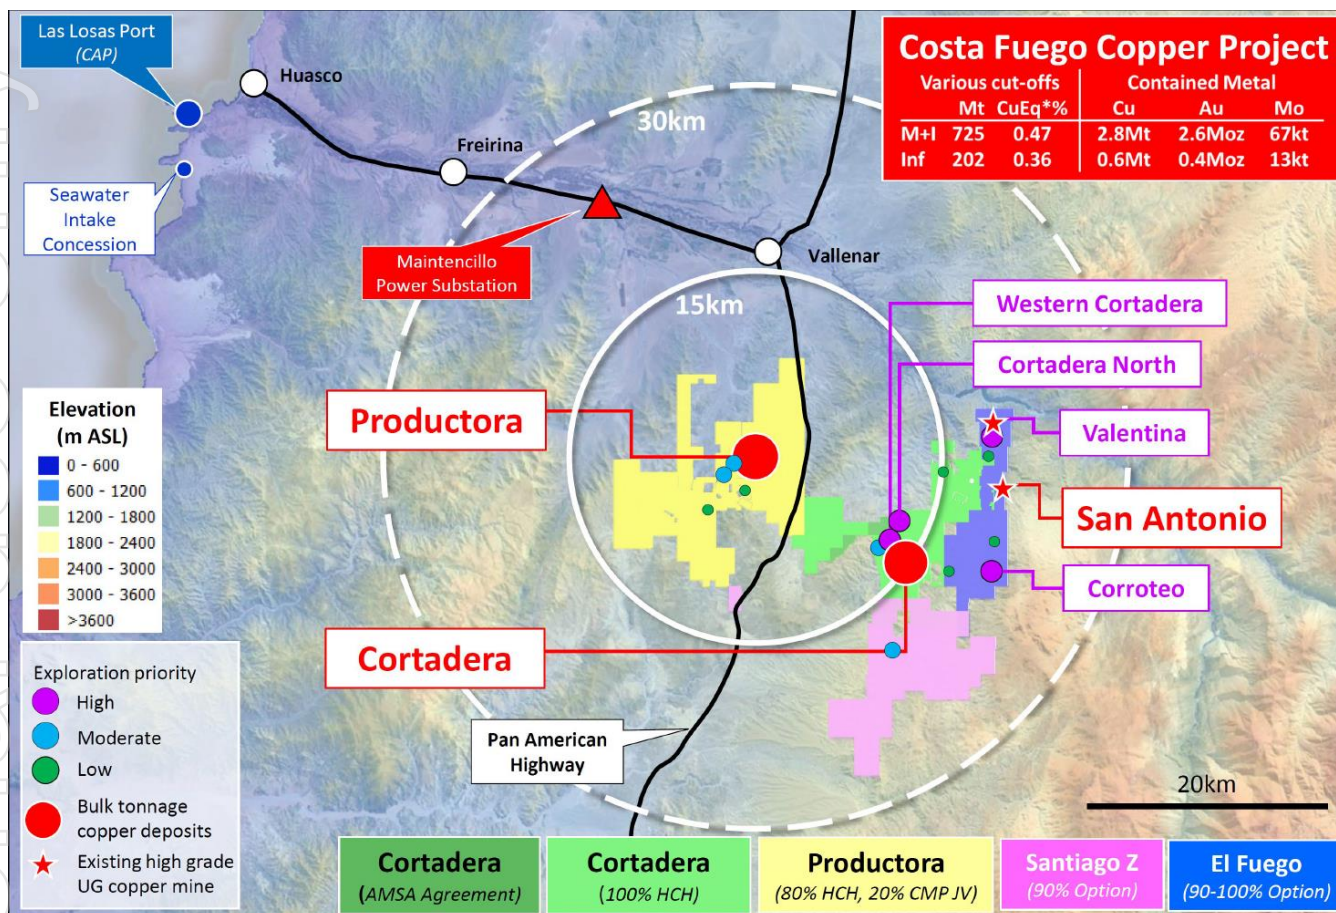 Las Losas Port
(CAP)
Huasco
Freirina
Seawater
Intake
Concession
Maintencillo
Power Substation
30km
Vallenar
15km
Costa Fuego Copper Project
Various cut-offs Contained Metal
Mt CuEq*% Cu Au Mo
M+I 725 0.47 2.8Mt 2.6Moz 67kt
Inf 202 0.36 0.6Mt 0.4Moz 13kt
Western Cortadera
Cortadera North
Valentina
San Antonio
Corroteo
Productora
Cortadera
Pan American
Highway
Elevation
(m ASL)
0 - 600
600 - 1200
1200 - 1800
1800 - 2400
2400 - 3000
3000 - 3600
>3600
Exploration priority
High
Moderate
Low
Bulk tonnage
copper deposits
Existing high grade
UG copper mine
20km
Cortadera
(AMSA Agreement)
Cortadera
(100% HCH)
Productora
(80% HCH, 20% CMP JV)
Santiago Z
(90% Option)
El Fuego
(90-100% Option)